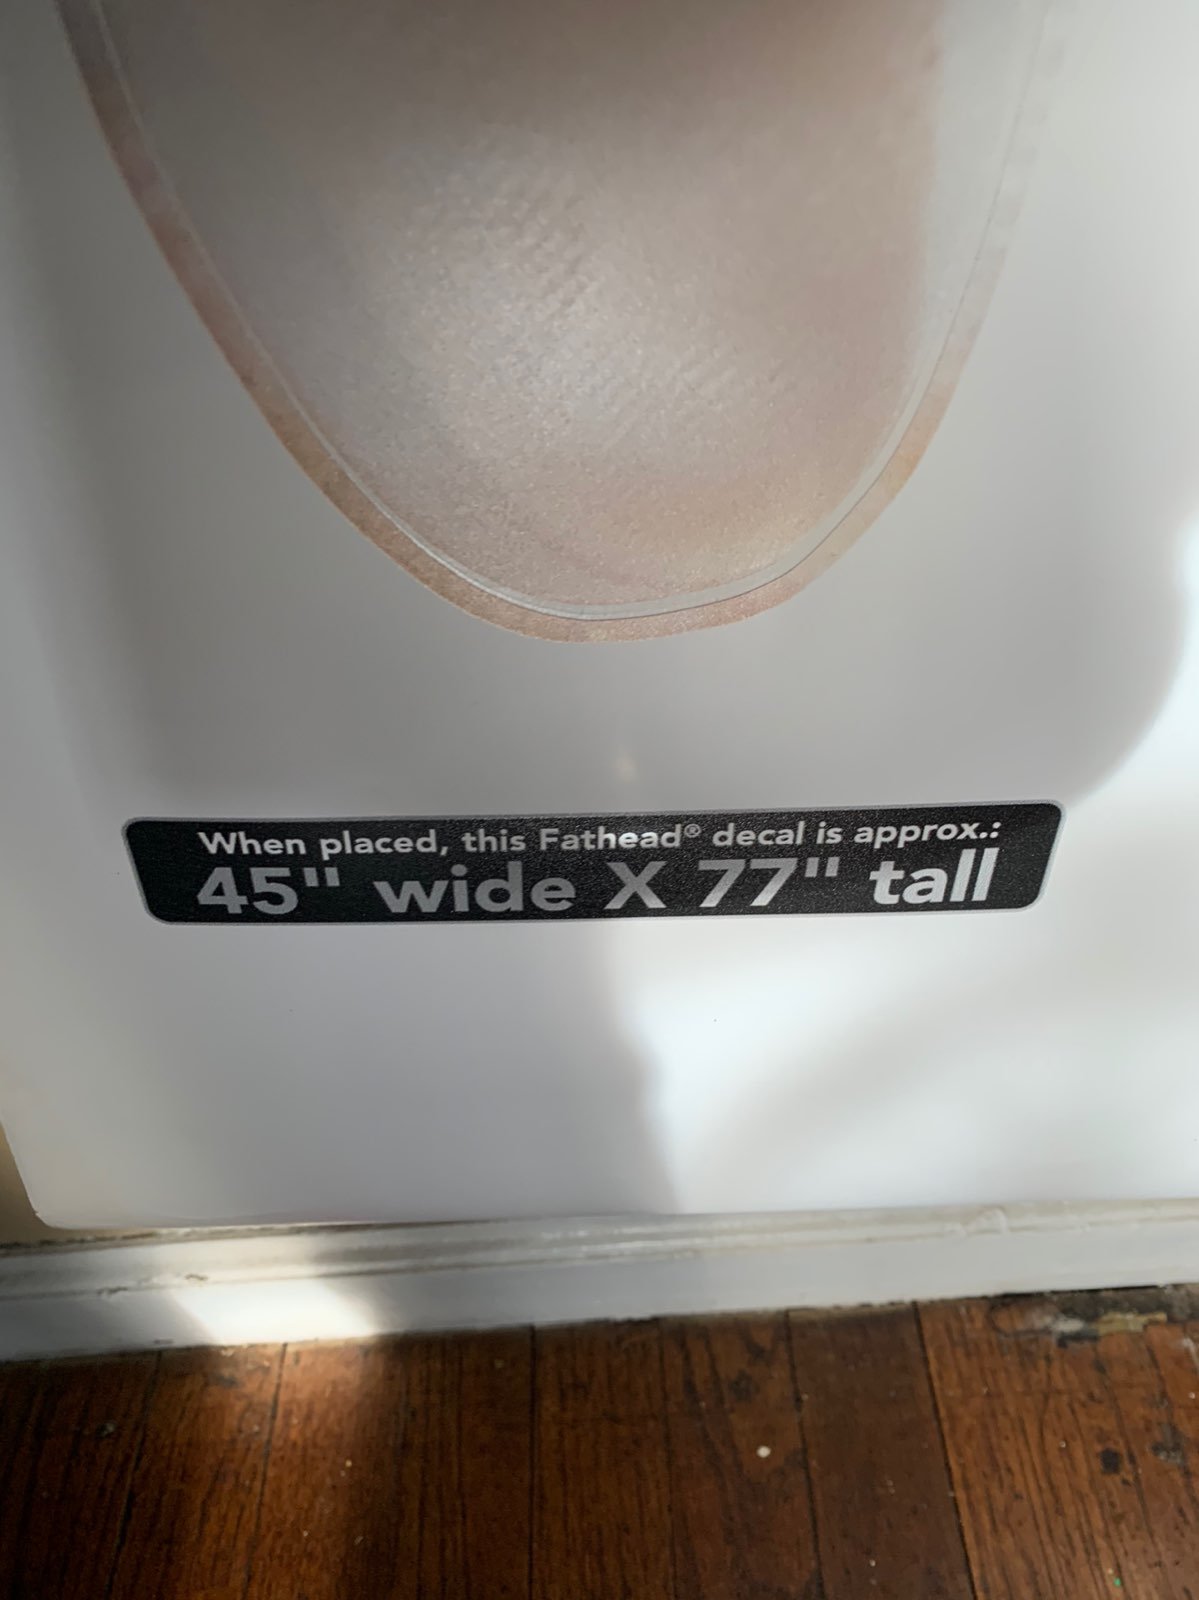 When placed, this Fathead® decal is approx.:
45" wide X 77" tall